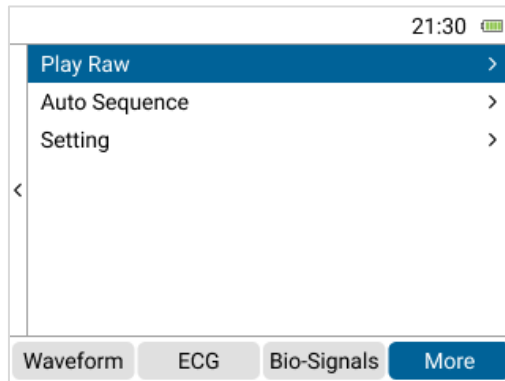 21:30
Play Raw
Auto Sequence
Setting
Waveform ECG Bio-Signals More